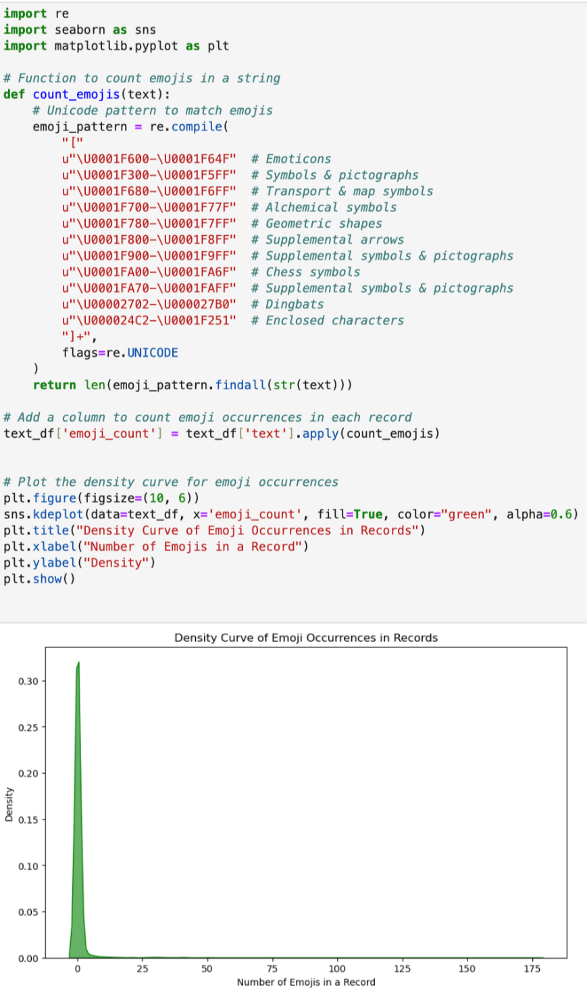 import re
import seaborn as sns
import matplotlib.pyplot as plt
# Function to count emojis in a string
def count_emojis(text):
    # Unicode pattern to match emojis
    emoji_pattern = re.compile(
        "["
        u"\U0001F600-\U0001F64F"  # Emoticons
        u"\U0001F300-\U0001F5FF"  # Symbols & pictographs
        u"\U0001F680-\U0001F6FF"  # Transport & map symbols
        u"\U0001F700-\U0001F77F"  # Alchemical symbols
        u"\U0001F780-\U0001F7FF"  # Geometric shapes
        u"\U0001F800-\U0001F8FF"  # Supplemental arrows
        u"\U0001F900-\U0001F9FF"  # Supplemental symbols & pictographs
        u"\U0001FA00-\U0001FA6F"  # Chess symbols
        u"\U0001FA70-\U0001FAFF"  # Supplemental symbols & pictographs
        u"\U00002702-\U000027B0"  # Dingbats
        u"\U000024C2-\U0001F251"  # Enclosed characters
        "]+",
        flags=re.UNICODE
    )
    return len(emoji_pattern.findall(str(text)))
# Add a column to count emoji occurrences in each record
text_df['emoji_count'] = text_df['text'].apply(count_emojis)
# Plot the density curve for emoji occurrences
plt.figure(figsize=(10, 6))
sns.kdeplot(data=text_df, x='emoji_count', fill=True, color="green", alpha=0.6)
plt.title("Density Curve of Emoji Occurrences in Records")
plt.xlabel("Number of Emojis in a Record")
plt.ylabel("Density")
plt.show()
Density Curve of Emoji Occurrences in Records
0.30
0.25
0.20
0.15
0.10
0.05
0.00
Density
0 25 50 75 100 125 150 175
Number of Emojis in a Record